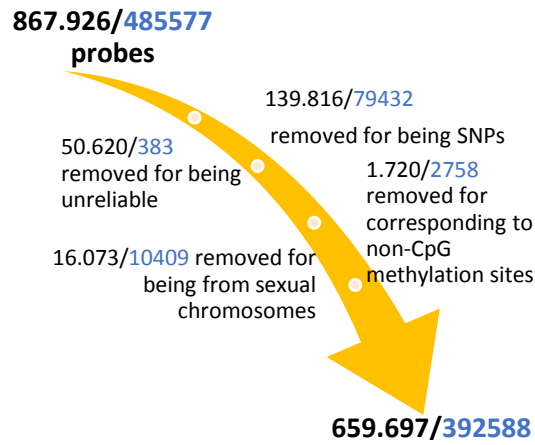 867.926/485577
probes
139.816/79432
removed for being SNPs
50.620/383
removed for being
unreliable
1.720/2758
removed for
corresponding to
non-CpG
methylation sites
16.073/10409 removed for
being from sexual
chromosomes
659.697/392588